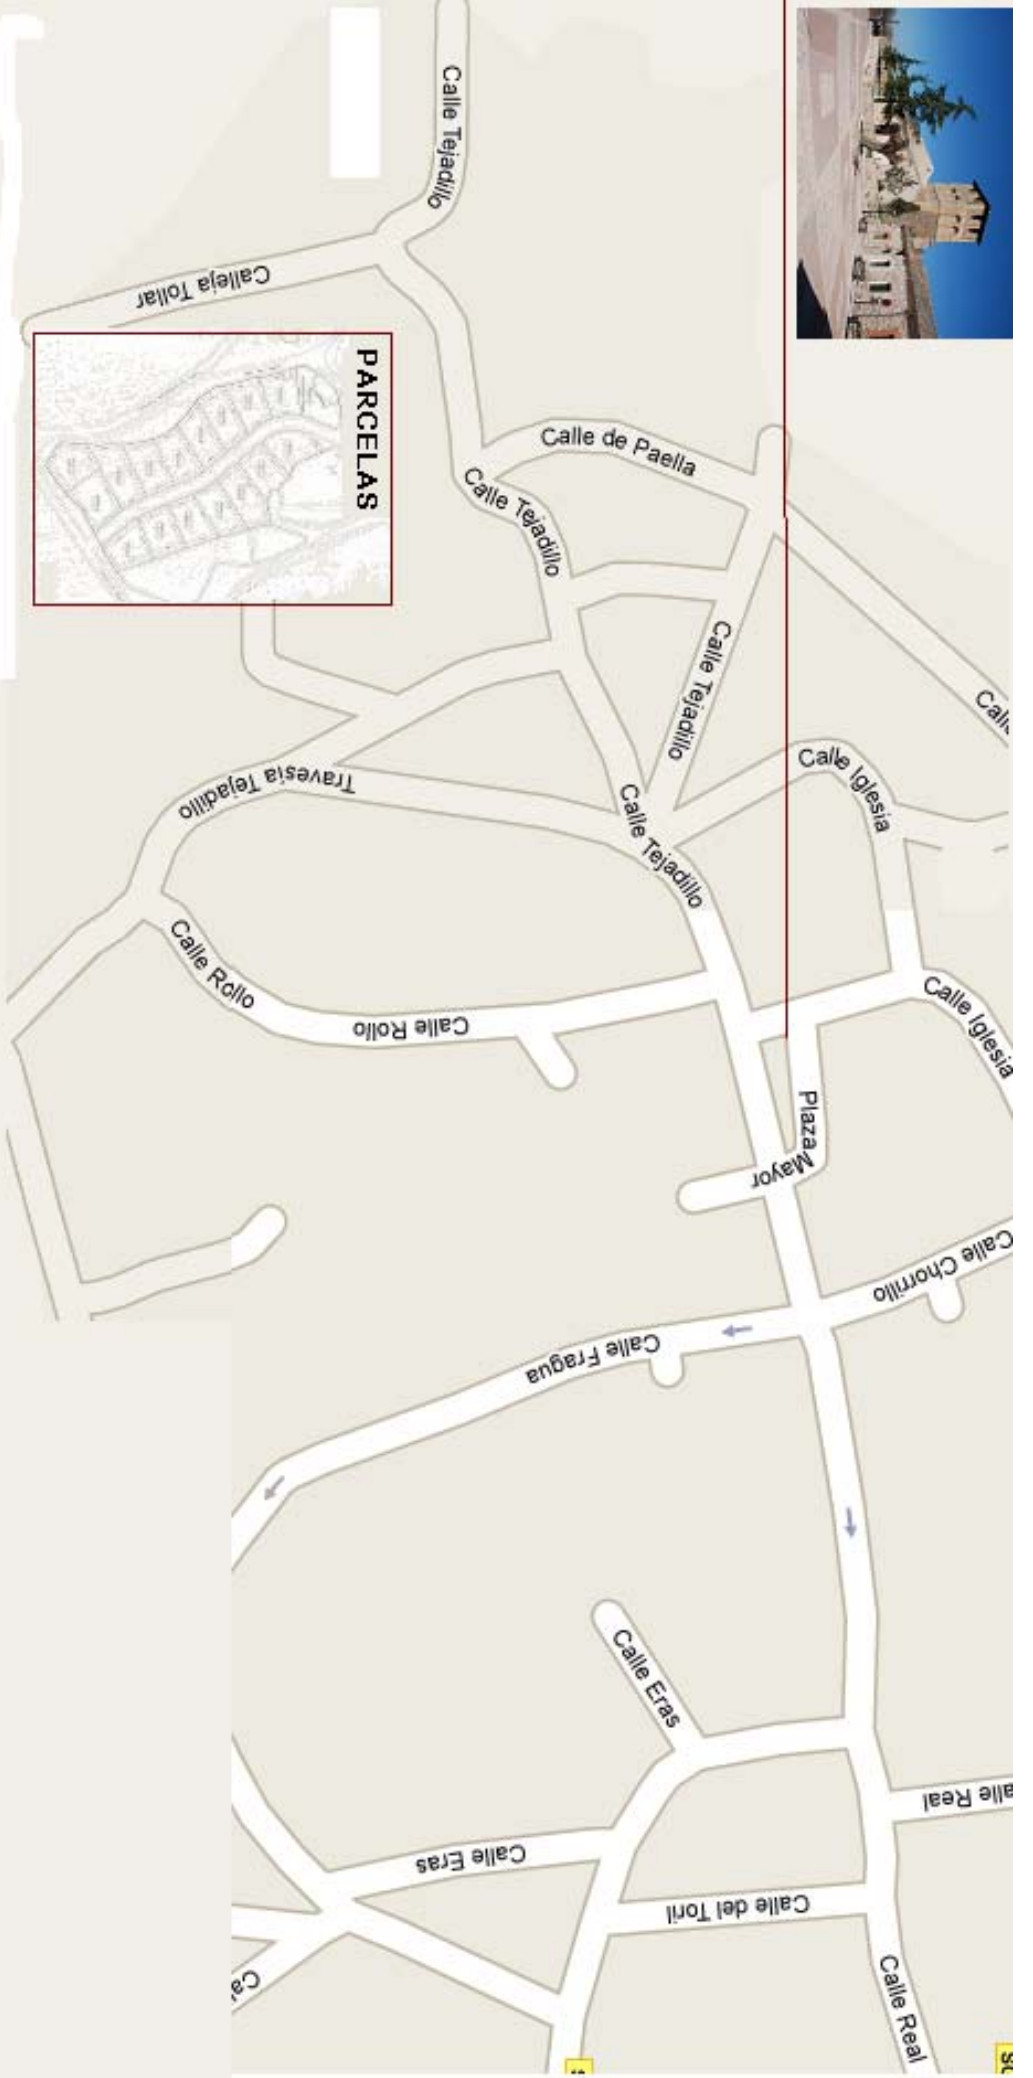 Calle Tejadillo
Calleja Tollar
PARCELAS
Calle de Paella
Calle Tejadillo
Calle Tejadillo
Calle Iglesia
Travesia Tejadillo
Calle Tejadillo
Calle Rollo
Calle Rollo
Calle Iglesia
Plaza Mayor
Calle Chorrillo
Calle Fragua
Calle Eras
alle Real
Calle Eras
Calle del Toril
Calle Real